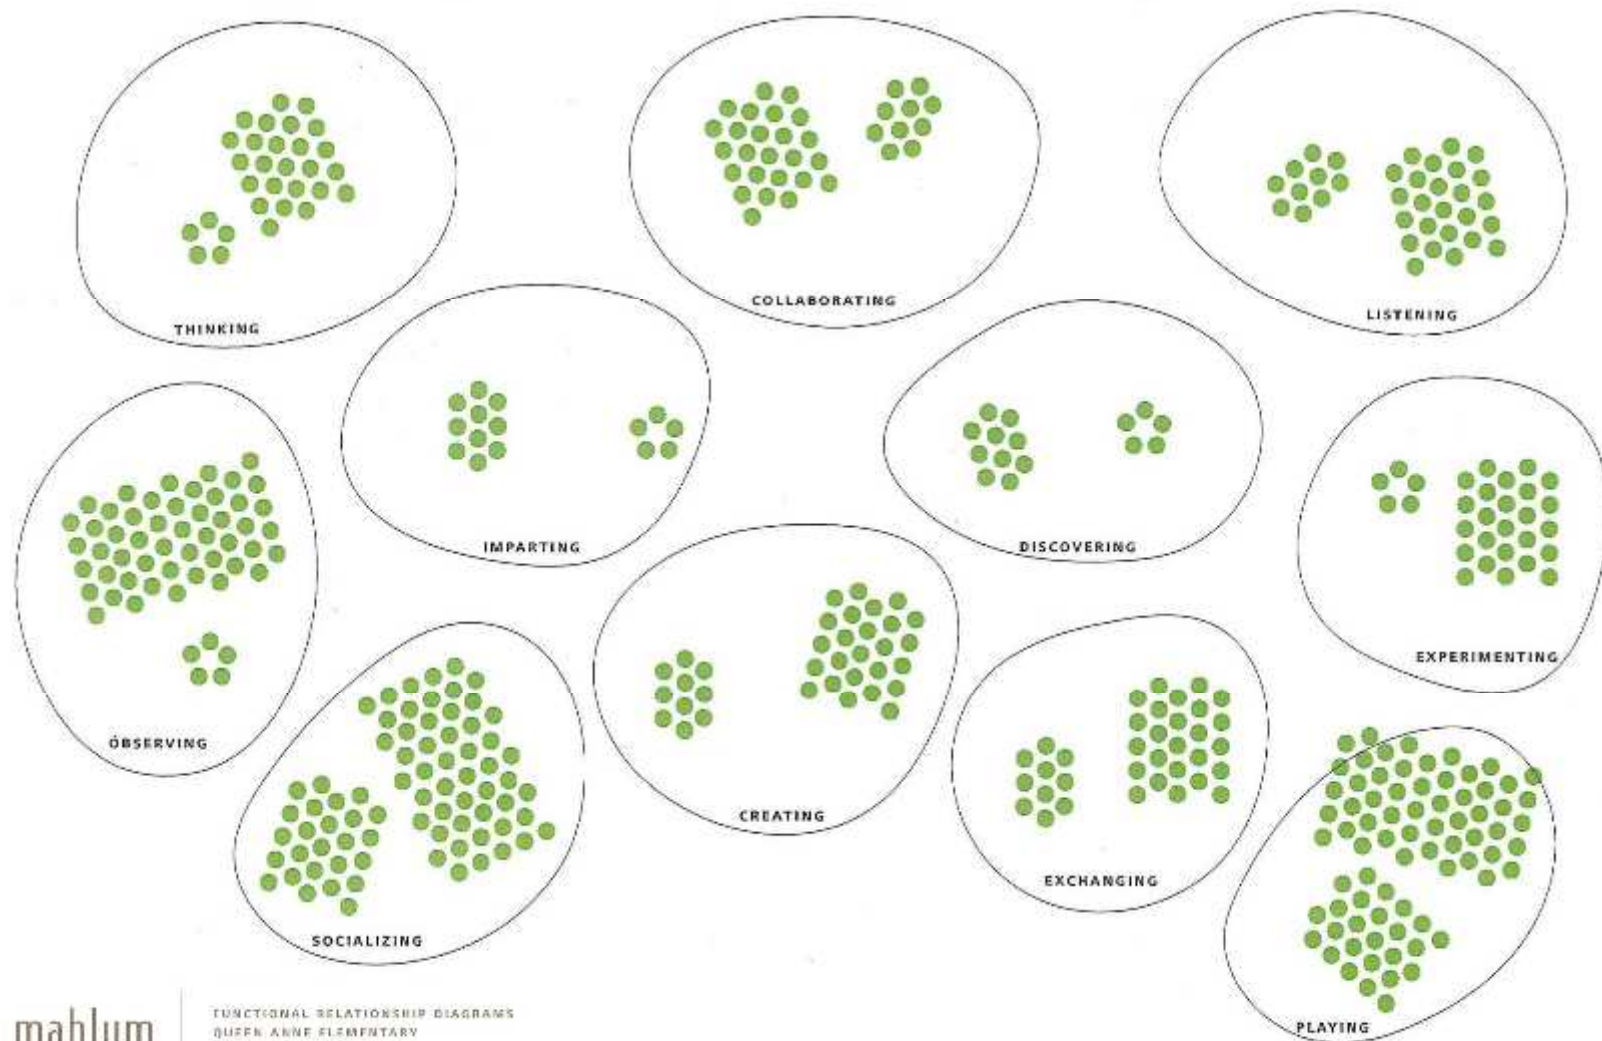 COLLABORATING
LISTENING
THINKING
IMPARTING
DISCOVERING
EXPERIMENTING
OBSERVING
CREATING
EXCHANGING
SOCIALIZING
PLAYING
mahlum
FUNCTIONAL RELATIONSHIP DIAGRAMS
QUEEN ANNE ELEMENTARY